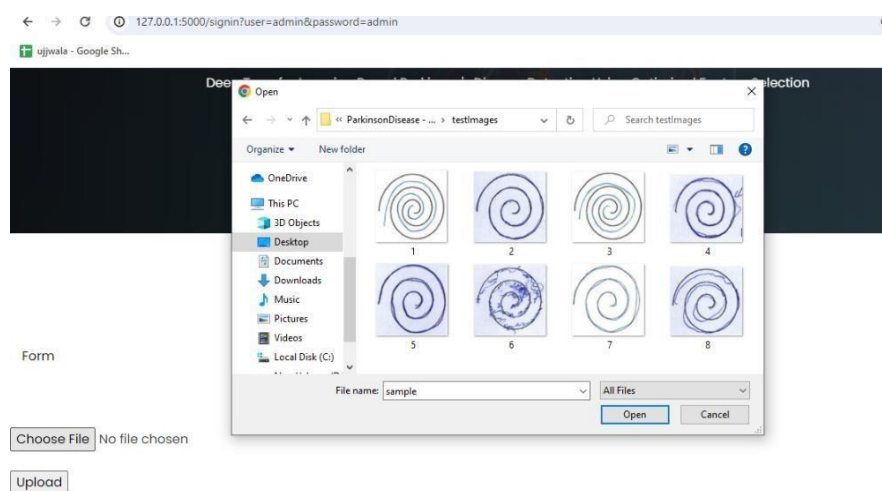 127.0.0.1:5000/signin?user=admin&password=admin
ujjwala - Google Sh...
Dee
election
Open
« ParkinsonDisease - ... › testImages
Search testImages
Organize
New folder
OneDrive
This PC
3D Objects
Desktop
Documents
Downloads
Music
Pictures
Videos
Local Disk (C:)
1
2
3
4
5
6
7
8
File name:
sample
All Files
Open
Cancel
Form
Choose File No file chosen
Upload